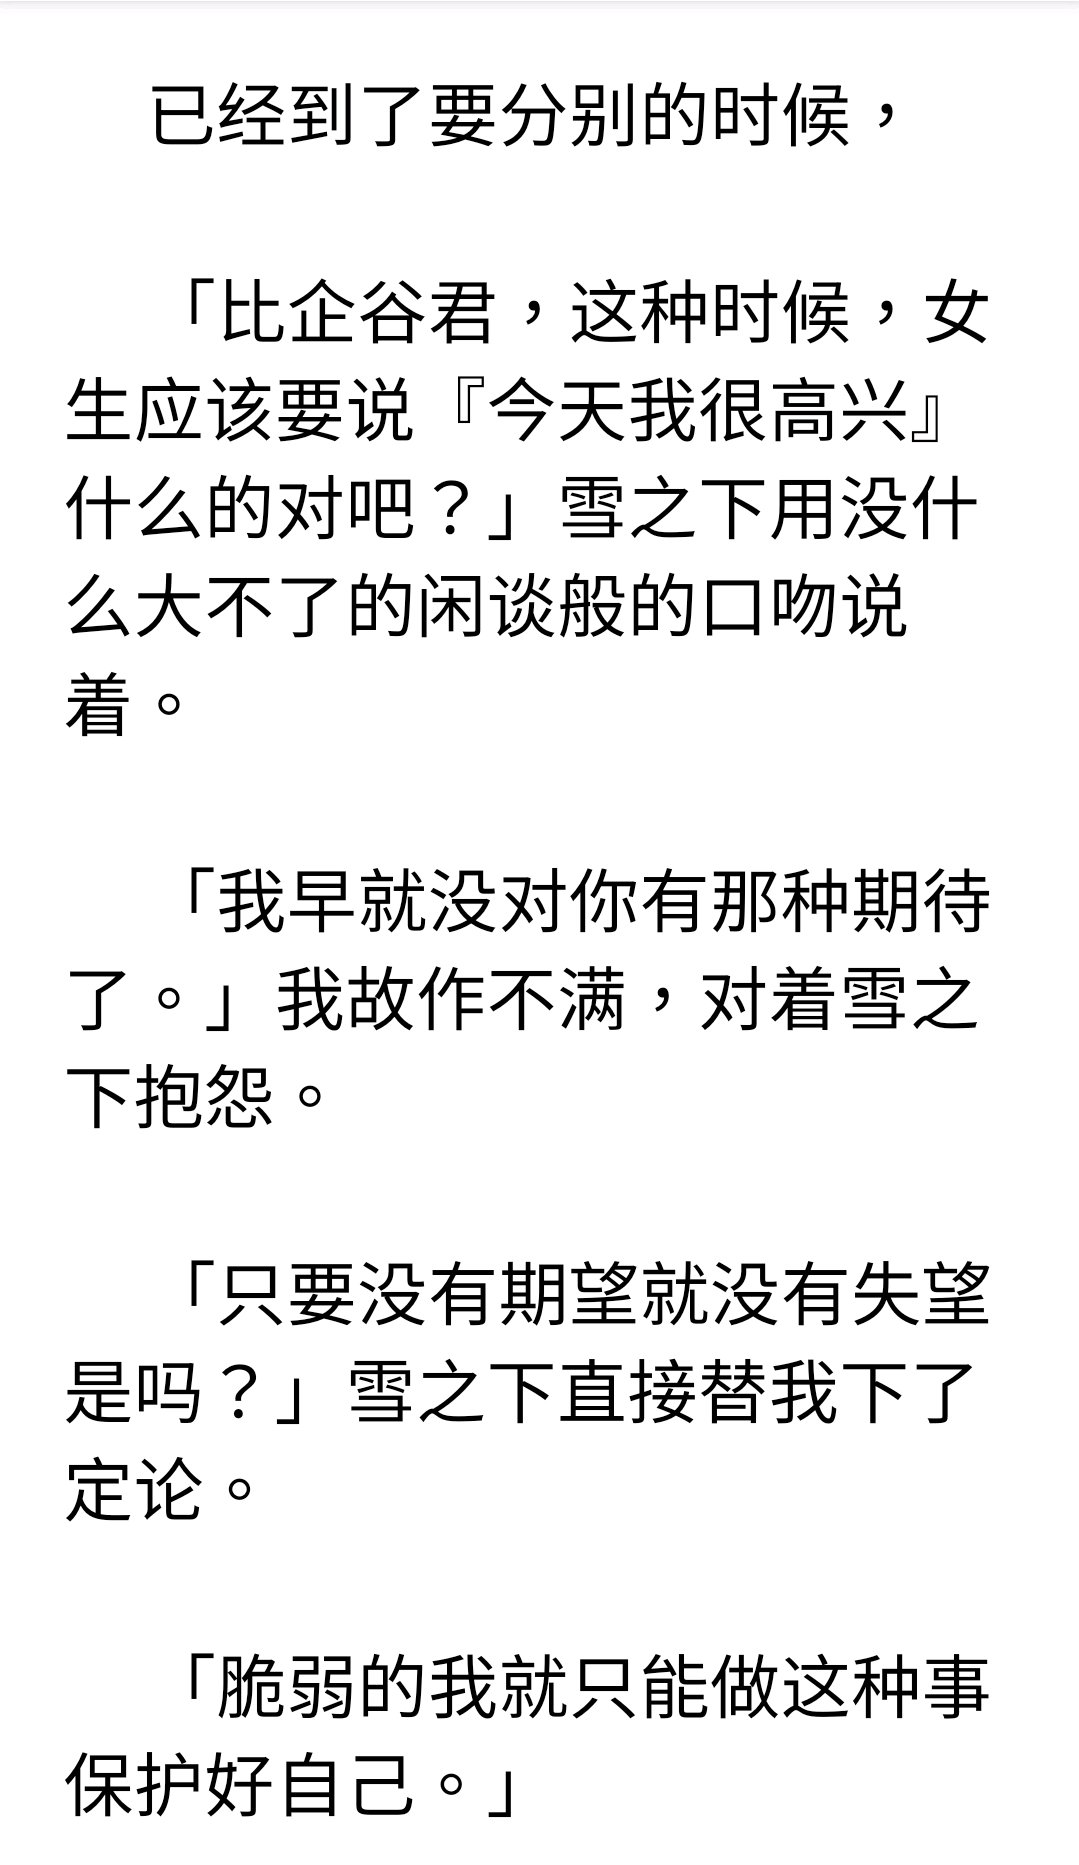 已经到了要分别的时候，
「比企谷君，这种时候，女
生应该要说『今天我很高兴』
什么的对吧？」雪之下用没什
么大不了的闲谈般的口吻说
着。
「我早就没对你有那种期待
了。」我故作不满，对着雪之
下抱怨。
「只要没有期望就没有失望
是吗？」雪之下直接替我下了
定论。
「脆弱的我就只能做这种事
保护好自己。」